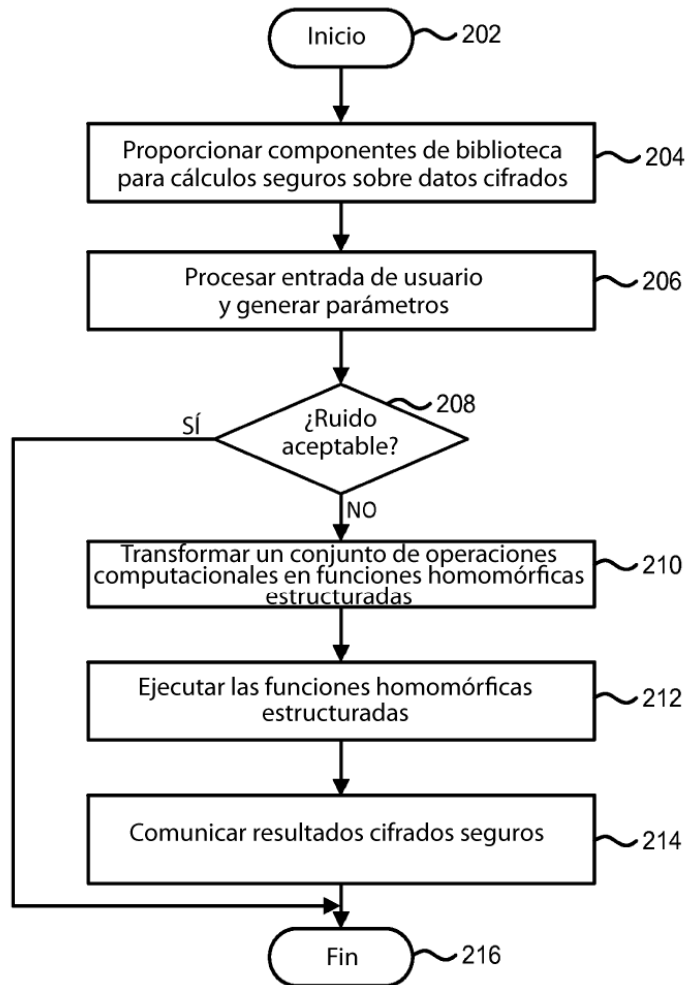 Inicio
202
Proporcionar componentes de biblioteca
para cálculos seguros sobre datos cifrados
204
Procesar entrada de usuario
y generar parámetros
206
208
¿Ruido
aceptable?
SÍ
NO
Transformar un conjunto de operaciones
computacionales en funciones homomórficas
estructuradas
210
Ejecutar las funciones homomórficas
estructuradas
212
Comunicar resultados cifrados seguros
214
Fin
216